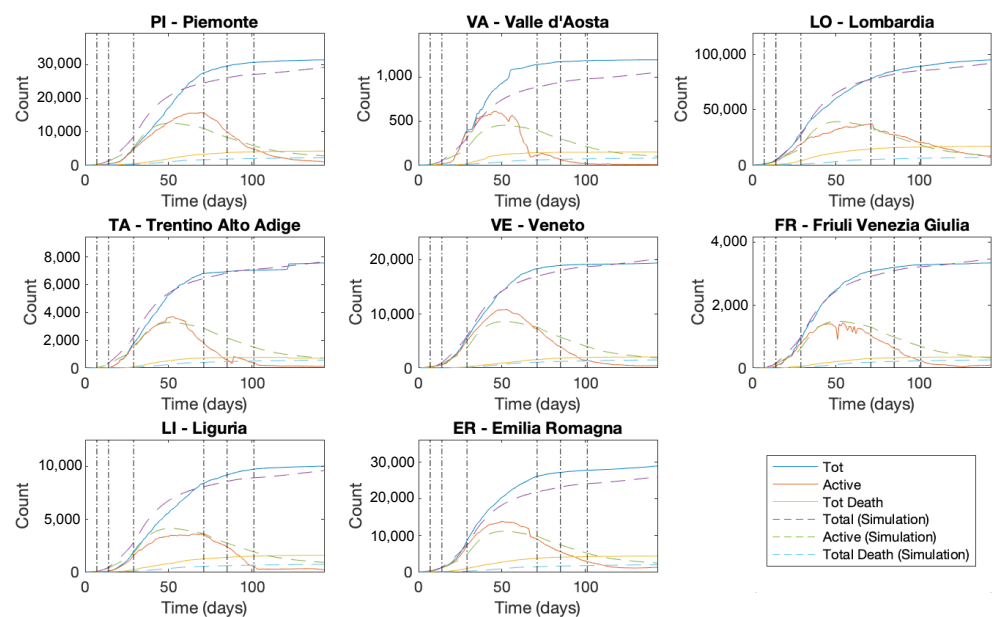 PI - Piemonte
VA - Valle d'Aosta
LO - Lombardia
Count
30,000
20,000
10,000
0
0
50
100
Time (days)
Count
1,000
500
0
0
50
100
Time (days)
Count
100,000
50,000
0
0
50
100
Time (days)
TA - Trentino Alto Adige
VE - Veneto
FR - Friuli Venezia Giulia
Count
8,000
6,000
4,000
2,000
0
0
50
100
Time (days)
Count
20,000
10,000
0
0
50
100
Time (days)
Count
4,000
2,000
0
0
50
100
Time (days)
LI - Liguria
ER - Emilia Romagna
Count
10,000
5,000
0
0
50
100
Time (days)
Count
30,000
20,000
10,000
0
0
50
100
Time (days)
Tot
Active
Tot Death
Total (Simulation)
Active (Simulation)
Total Death (Simulation)